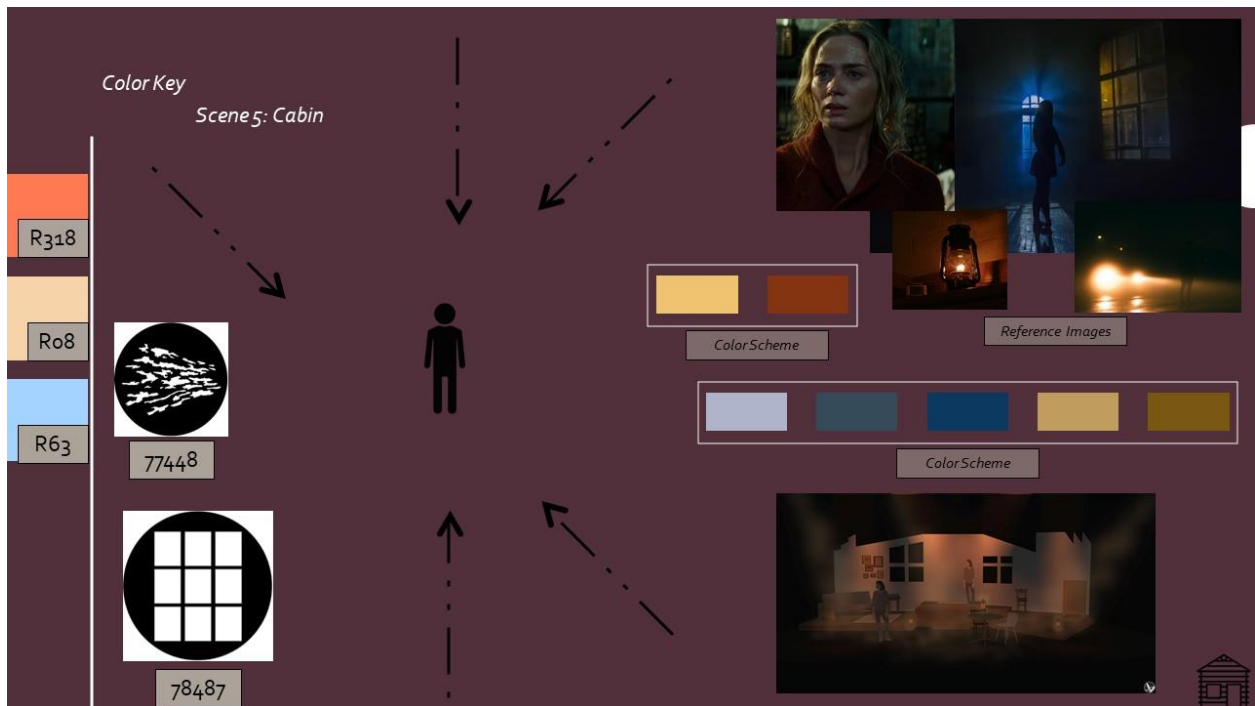 Color Key
Scene 5: Cabin
R318
R08
R63
77448
78487
Reference Images
Color Scheme
Color Scheme